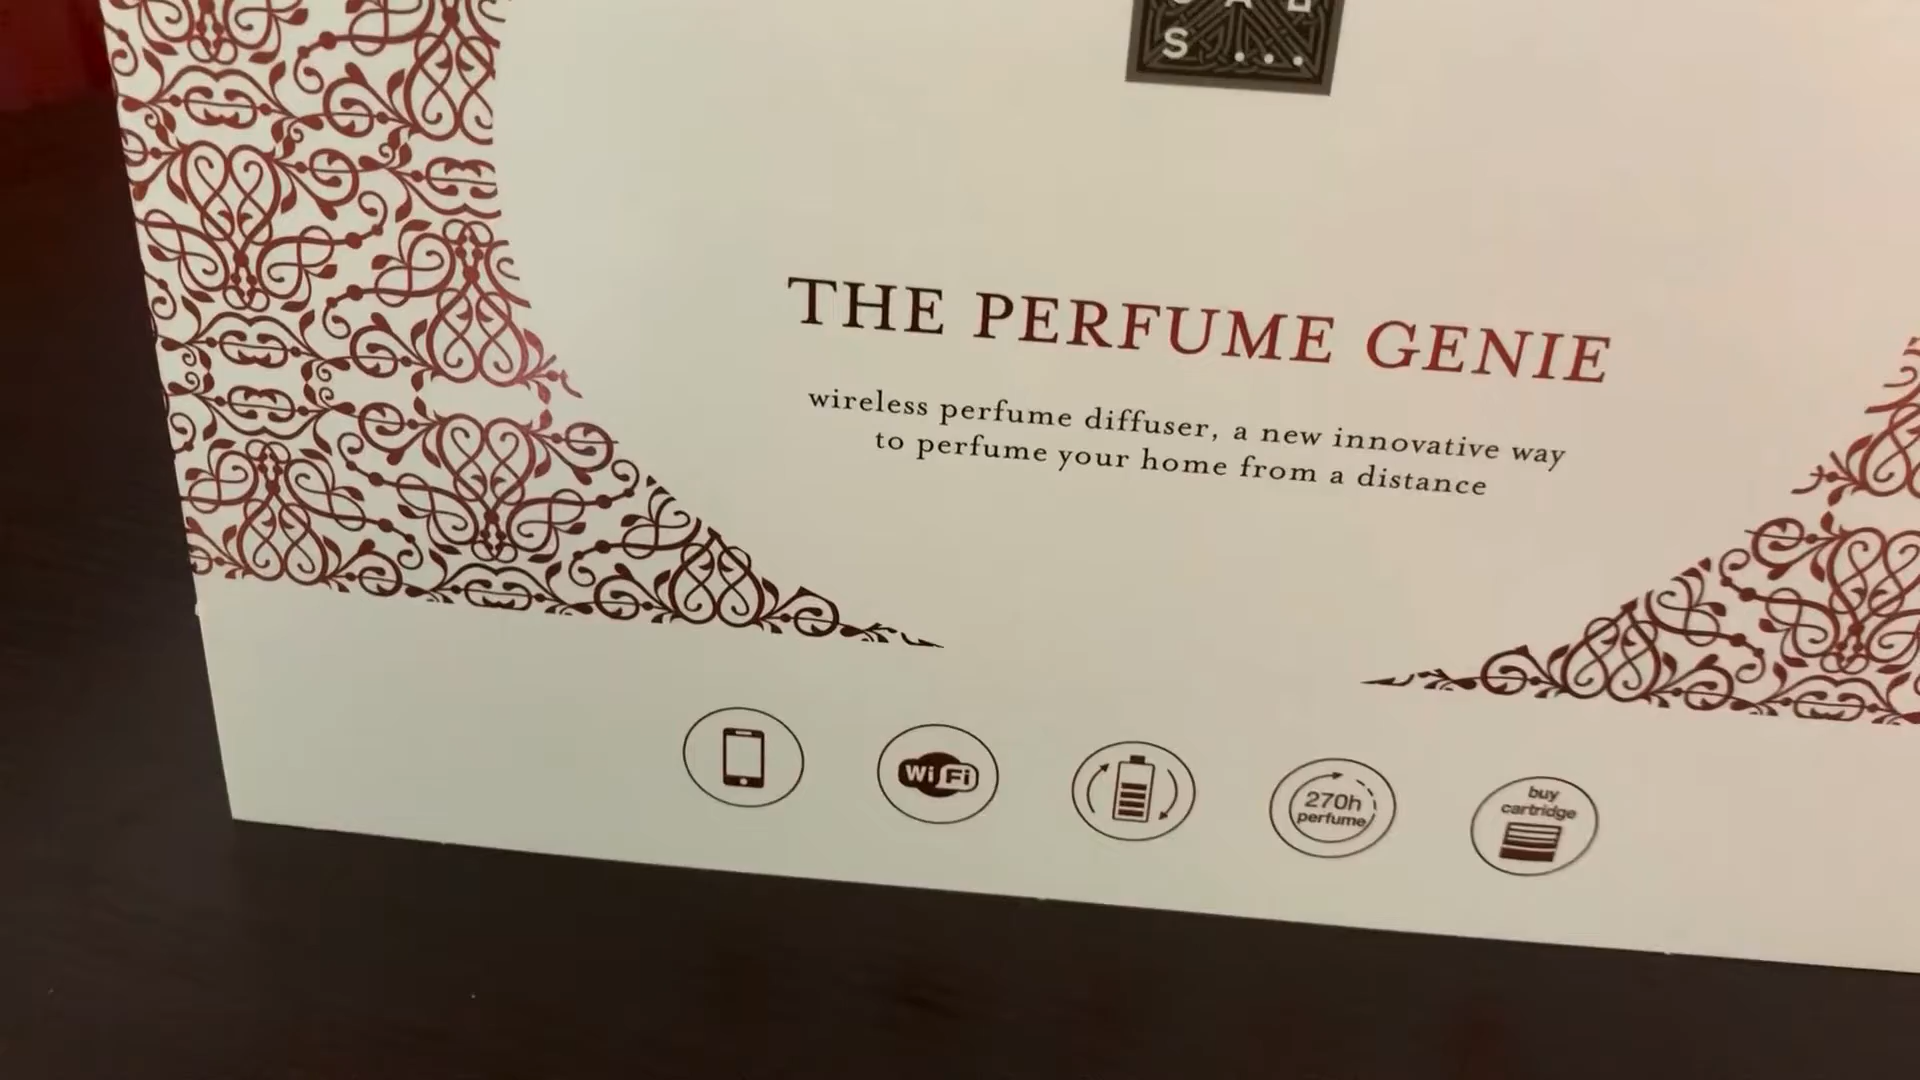 S...
THE PERFUME GENIE
wireless perfume diffuser, a new innovative way
to perfume your home from a distance
WiFi
270h
perfume
buy
cartridge